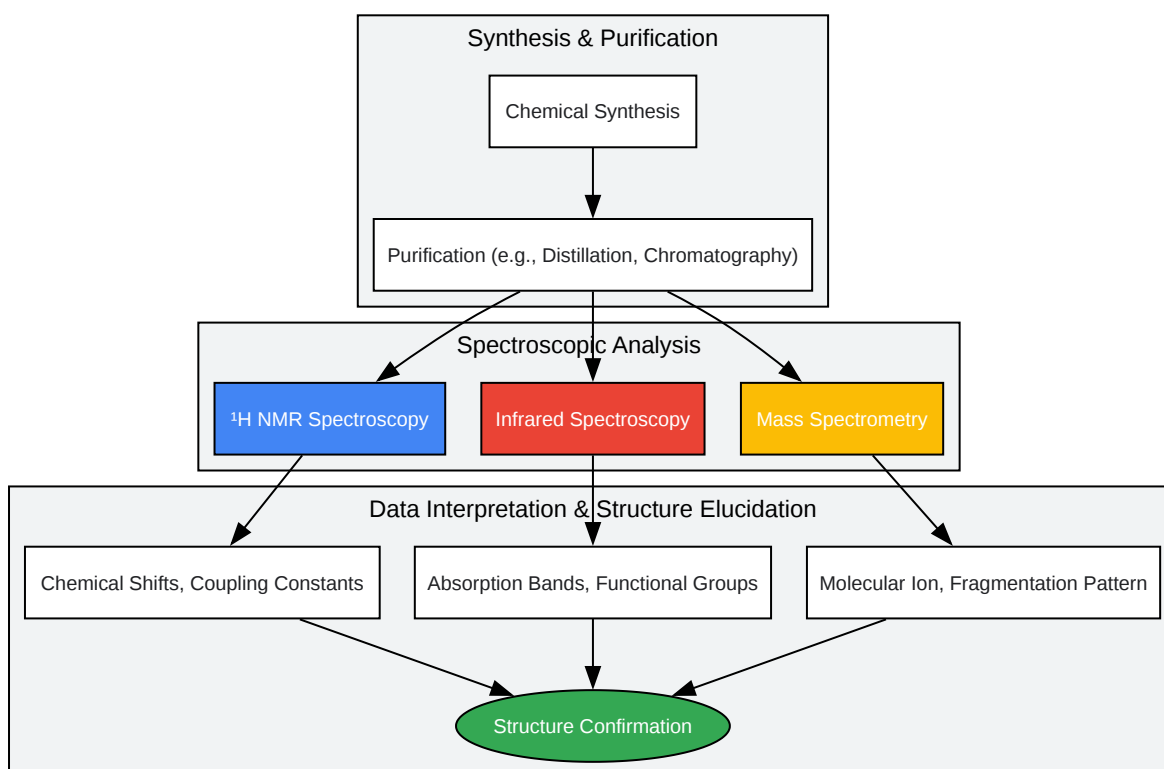 Synthesis & Purification
Chemical Synthesis
Purification (e.g., Distillation, Chromatography)
Spectroscopic Analysis
¹H NMR Spectroscopy
Infrared Spectroscopy
Mass Spectrometry
Data Interpretation & Structure Elucidation
Chemical Shifts, Coupling Constants
Absorption Bands, Functional Groups
Molecular Ion, Fragmentation Pattern
Structure Confirmation